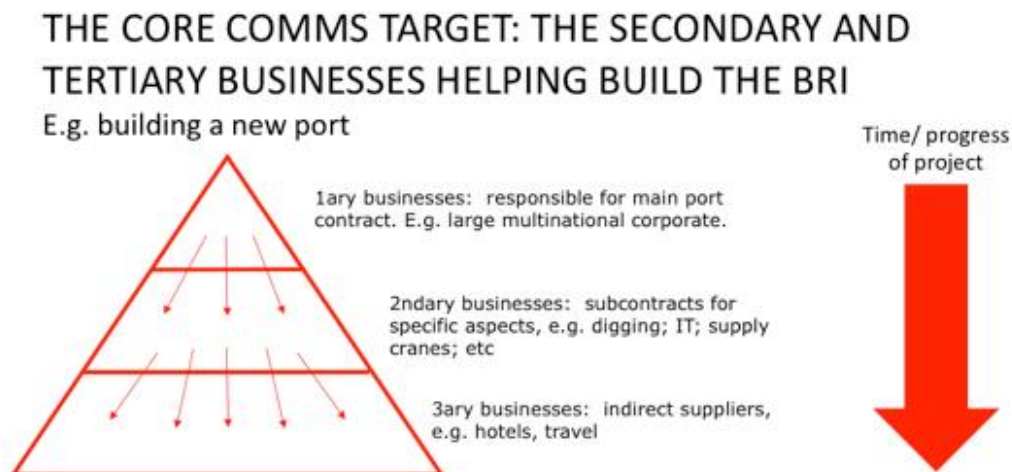 THE CORE COMMS TARGET: THE SECONDARY AND
TERTIARY BUSINESSES HELPING BUILD THE BRI
E.g. building a new port
Time/ progress
of project
1ary businesses: responsible for main port
contract. E.g. large multinational corporate.
2ndary businesses: subcontracts for
specific aspects, e.g. digging; IT; supply
cranes; etc
3ary businesses: indirect suppliers,
e.g. hotels, travel